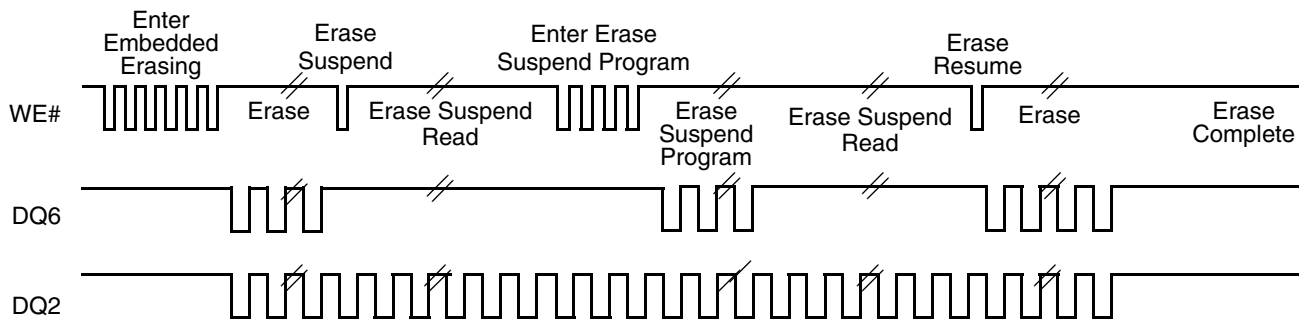 Enter
Embedded
Erasing
Erase
Suspend
Enter Erase
Suspend Program
Erase
Resume
WE#
Erase
Erase Suspend
Read
Erase
Suspend
Program
Erase Suspend
Read
Erase
Erase
Complete
DQ6
DQ2